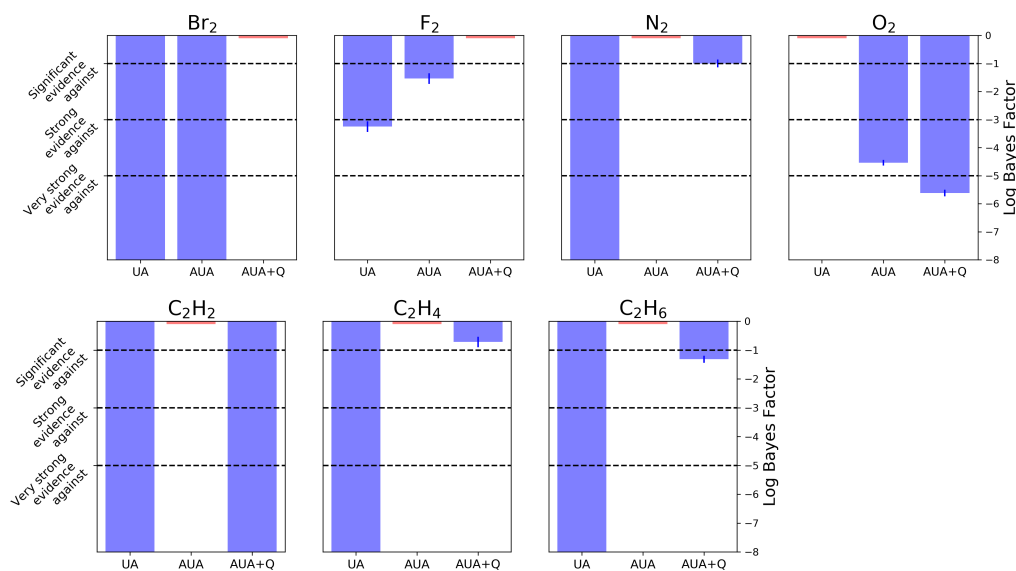 Br₂
F₂
N₂
O₂
Significant
evidence
against
Strong
evidence
against
Very strong
evidence
against
0
−1
−2
−3
−4
−5
−6
−7
−8
Log Bayes Factor
UA AUA AUA+Q
UA AUA AUA+Q
UA AUA AUA+Q
UA AUA AUA+Q
C₂H₂
C₂H₄
C₂H₆
Significant
evidence
against
Strong
evidence
against
Very strong
evidence
against
0
−1
−2
−3
−4
−5
−6
−7
−8
Log Bayes Factor
UA AUA AUA+Q
UA AUA AUA+Q
UA AUA AUA+Q